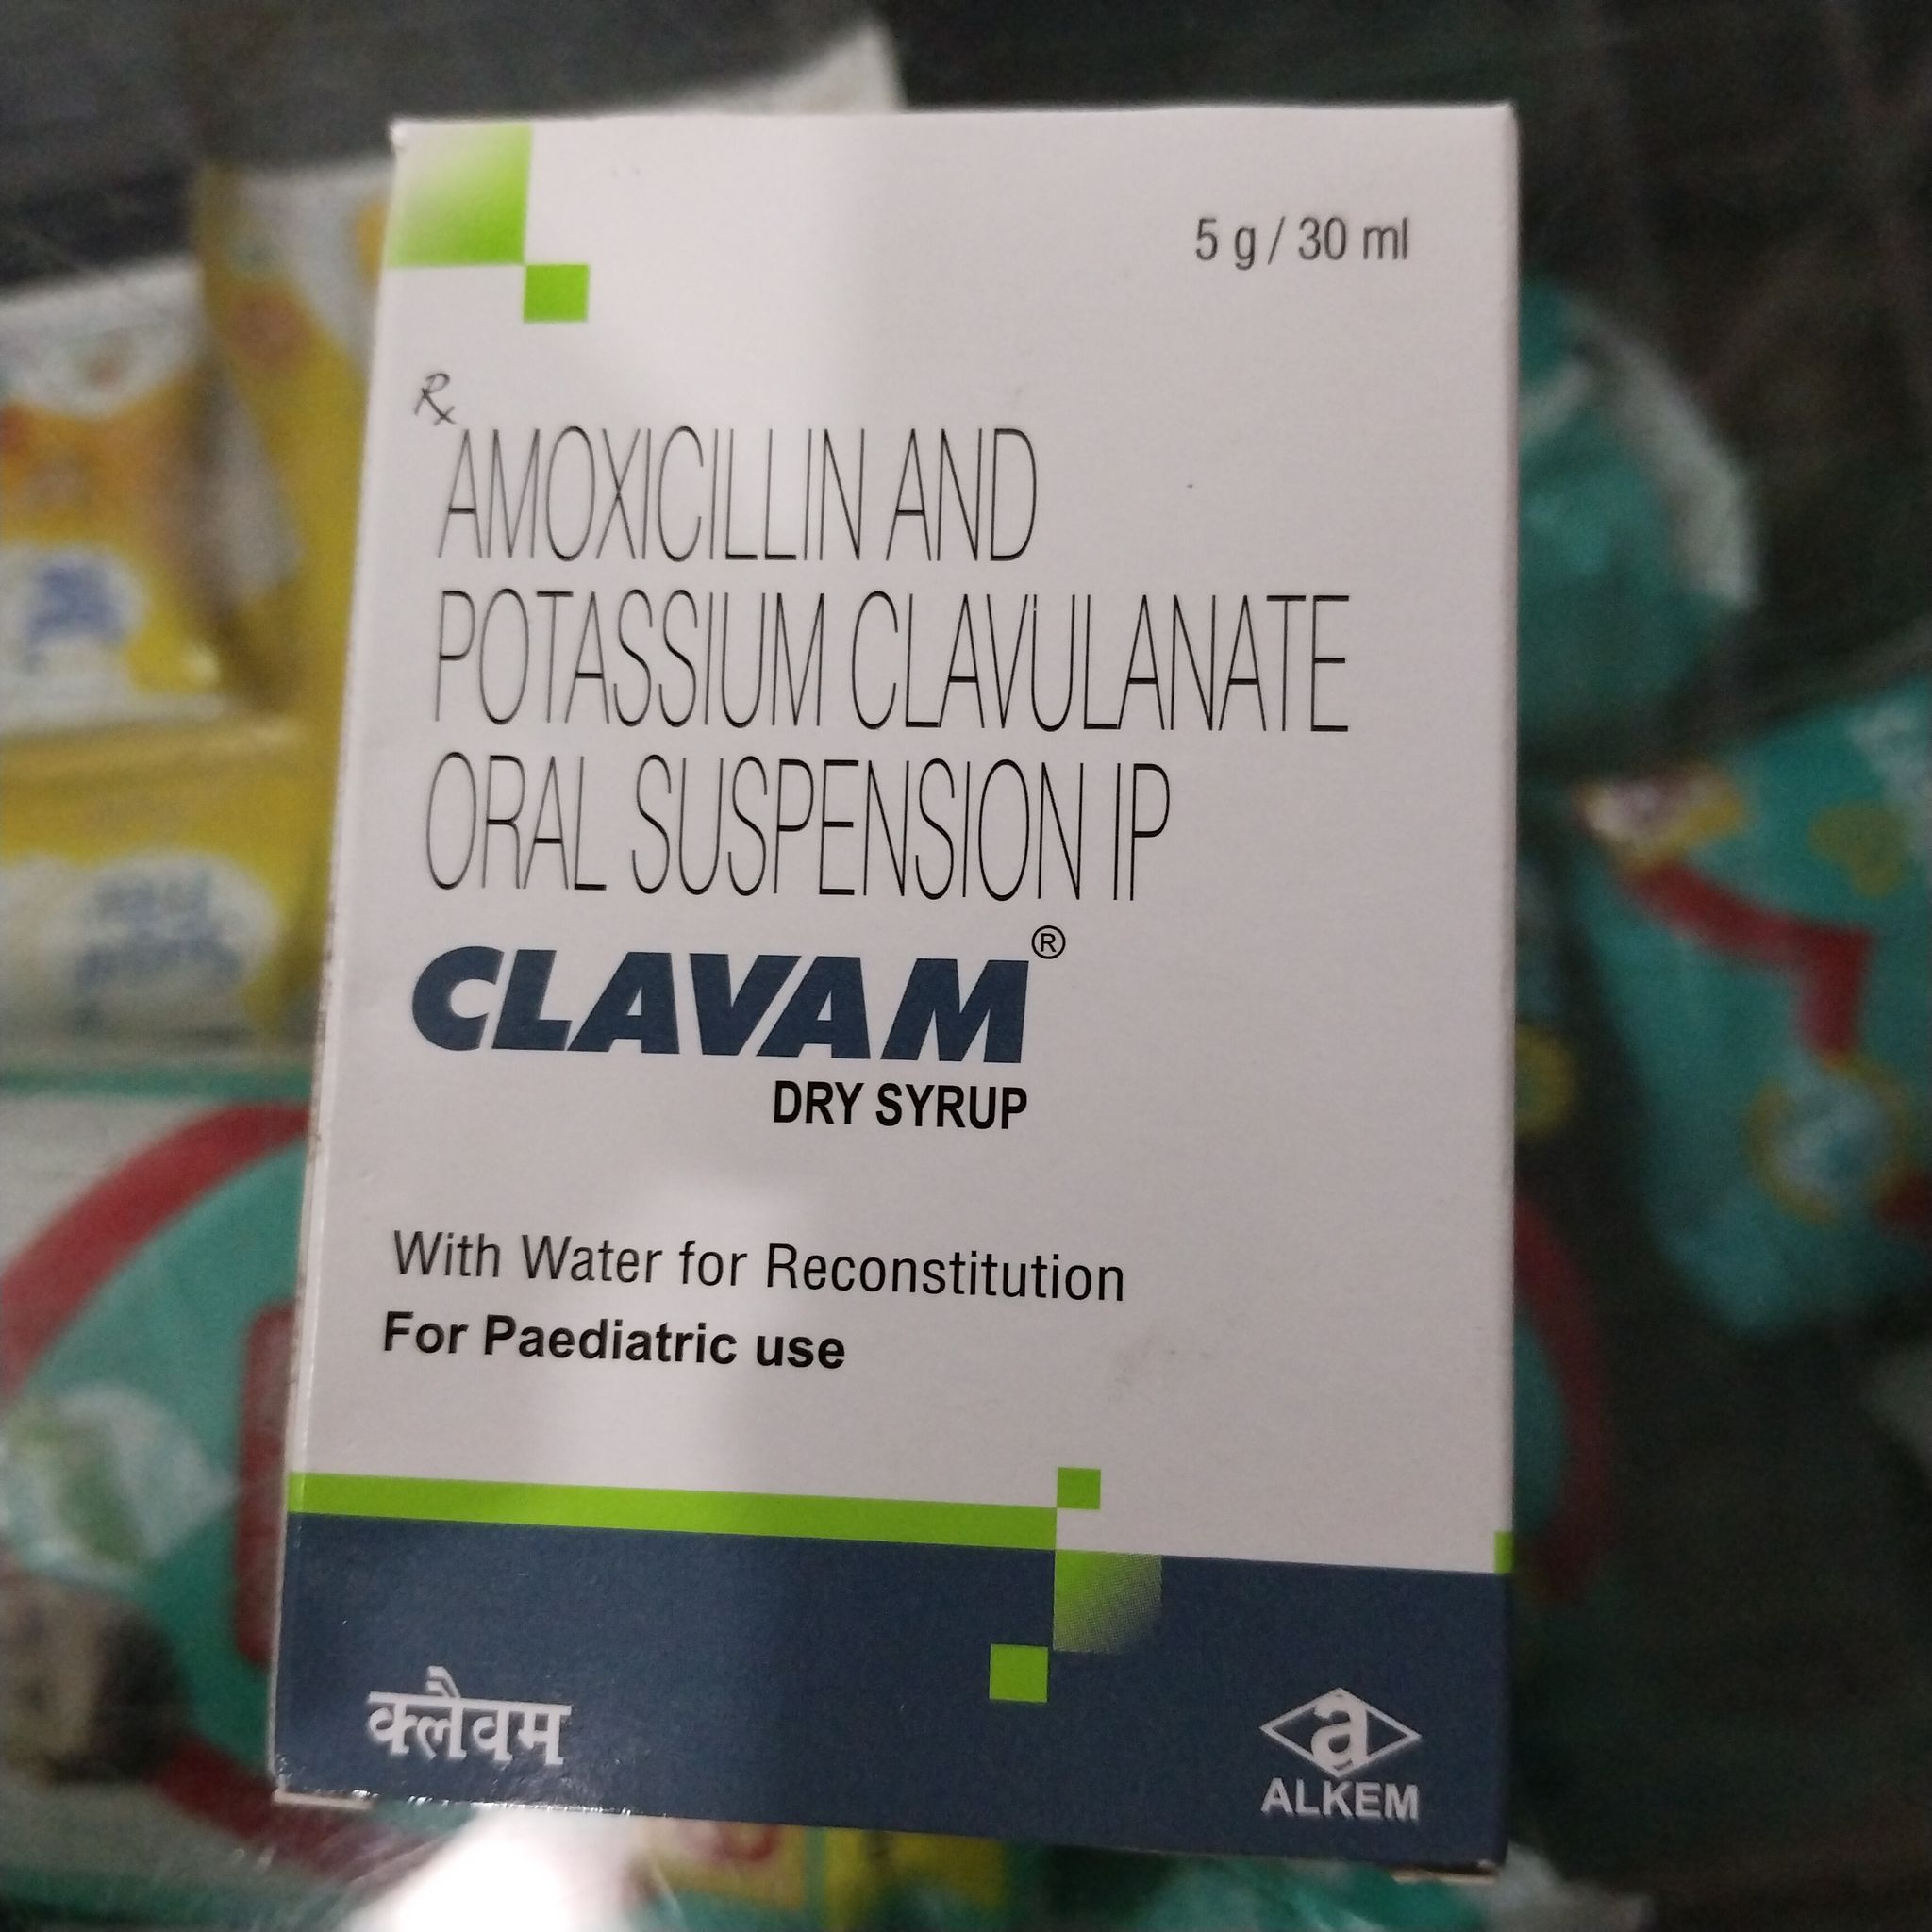 5 g / 30 ml
Rx
AMOXICILLIN AND
POTASSIUM CLAVULANATE
ORAL SUSPENSION IP
CLAVAM®
DRY SYRUP
With Water for Reconstitution
For Paediatric use
क्लैवम
a
ALKEM